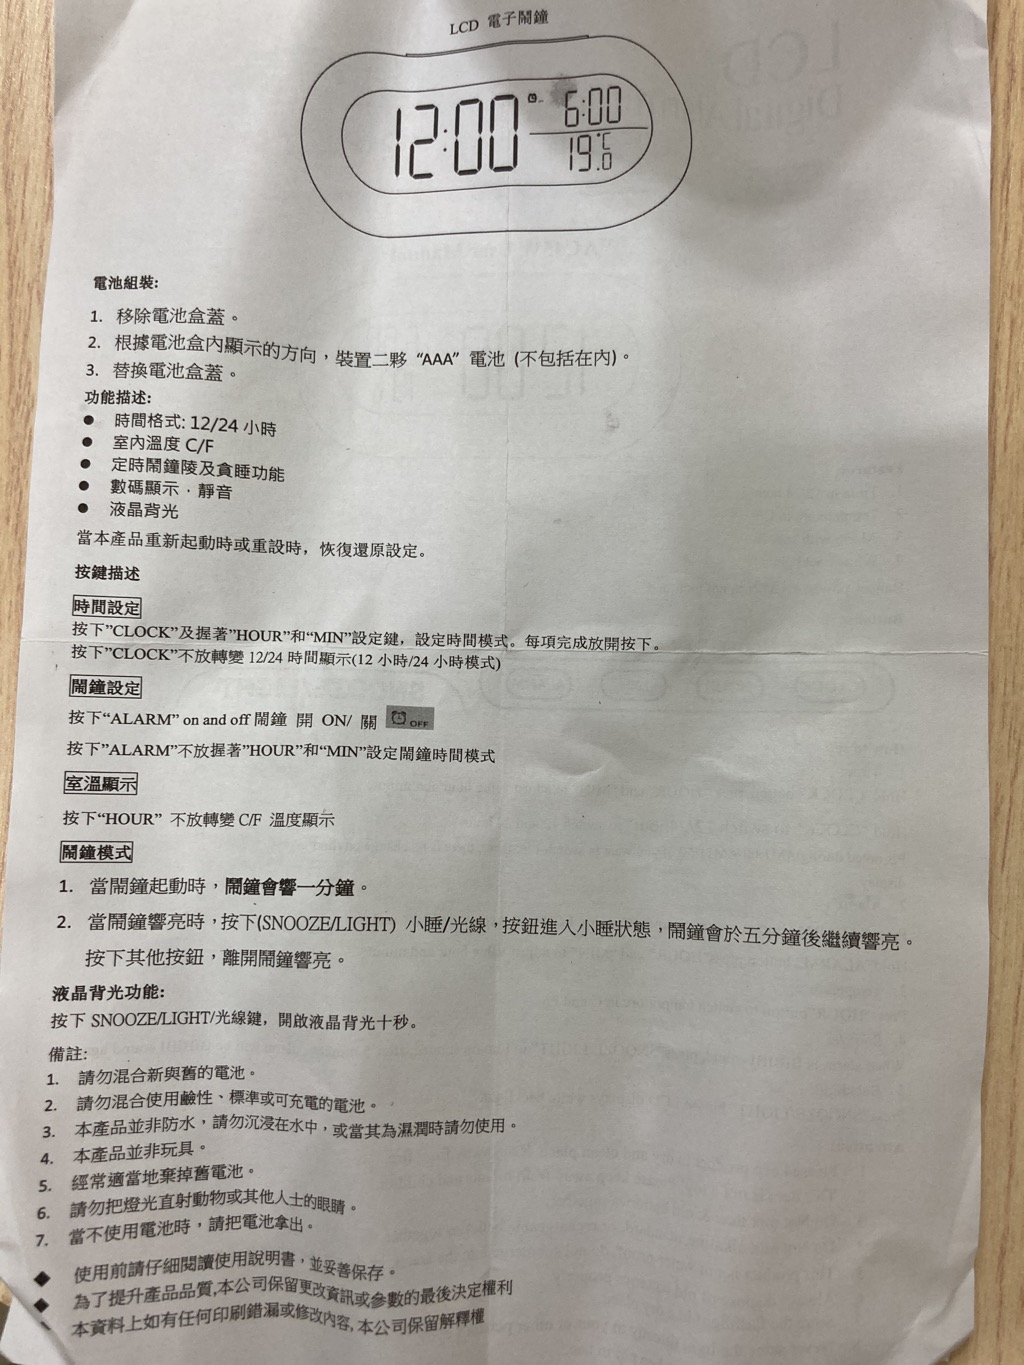 LCD 電子鬧鐘
12:00
6:00
19.0°C
電池組裝:
1. 移除電池盒蓋。
2. 根據電池盒內顯示的方向，裝置二夥 “AAA” 電池 (不包括在內)。
3. 替換電池盒蓋。
功能描述:
● 時間格式: 12/24 小時
● 室內溫度 C/F
● 定時鬧鐘陵及貪睡功能
● 數碼顯示．靜音
● 液晶背光
當本產品重新起動時或重設時，恢復還原設定。
按鍵描述
時間設定
按下”CLOCK”及握著”HOUR”和“MIN”設定鍵，設定時間模式。每項完成放開按下。
按下”CLOCK”不放轉變 12/24 時間顯示(12 小時/24 小時模式)
鬧鐘設定
按下“ALARM” on and off 鬧鐘 開 ON/ 關 OFF
按下”ALARM”不放握著”HOUR”和“MIN”設定鬧鐘時間模式
室溫顯示
按下“HOUR” 不放轉變 C/F 溫度顯示
鬧鐘模式
1. 當鬧鐘起動時，鬧鐘會響一分鐘。
2. 當鬧鐘響亮時，按下(SNOOZE/LIGHT) 小睡/光線，按鈕進入小睡狀態，鬧鐘會於五分鐘後繼續響亮。
按下其他按鈕，離開鬧鐘響亮。
液晶背光功能:
按下 SNOOZE/LIGHT/光線鍵，開啟液晶背光十秒。
備註:
1. 請勿混合新與舊的電池。
2. 請勿混合使用鹼性、標準或可充電的電池。
3. 本產品並非防水，請勿沉浸在水中，或當其為濕潤時請勿使用。
4. 本產品並非玩具。
5. 經常適當地棄掉舊電池。
6. 請勿把燈光直射動物或其他人士的眼睛。
7. 當不使用電池時，請把電池拿出。
◆ 使用前請仔細閱讀使用說明書，並妥善保存。
◆ 為了提升產品品質,本公司保留更改資訊或參數的最後決定權利
本資料上如有任何印刷錯漏或修改內容, 本公司保留解釋權